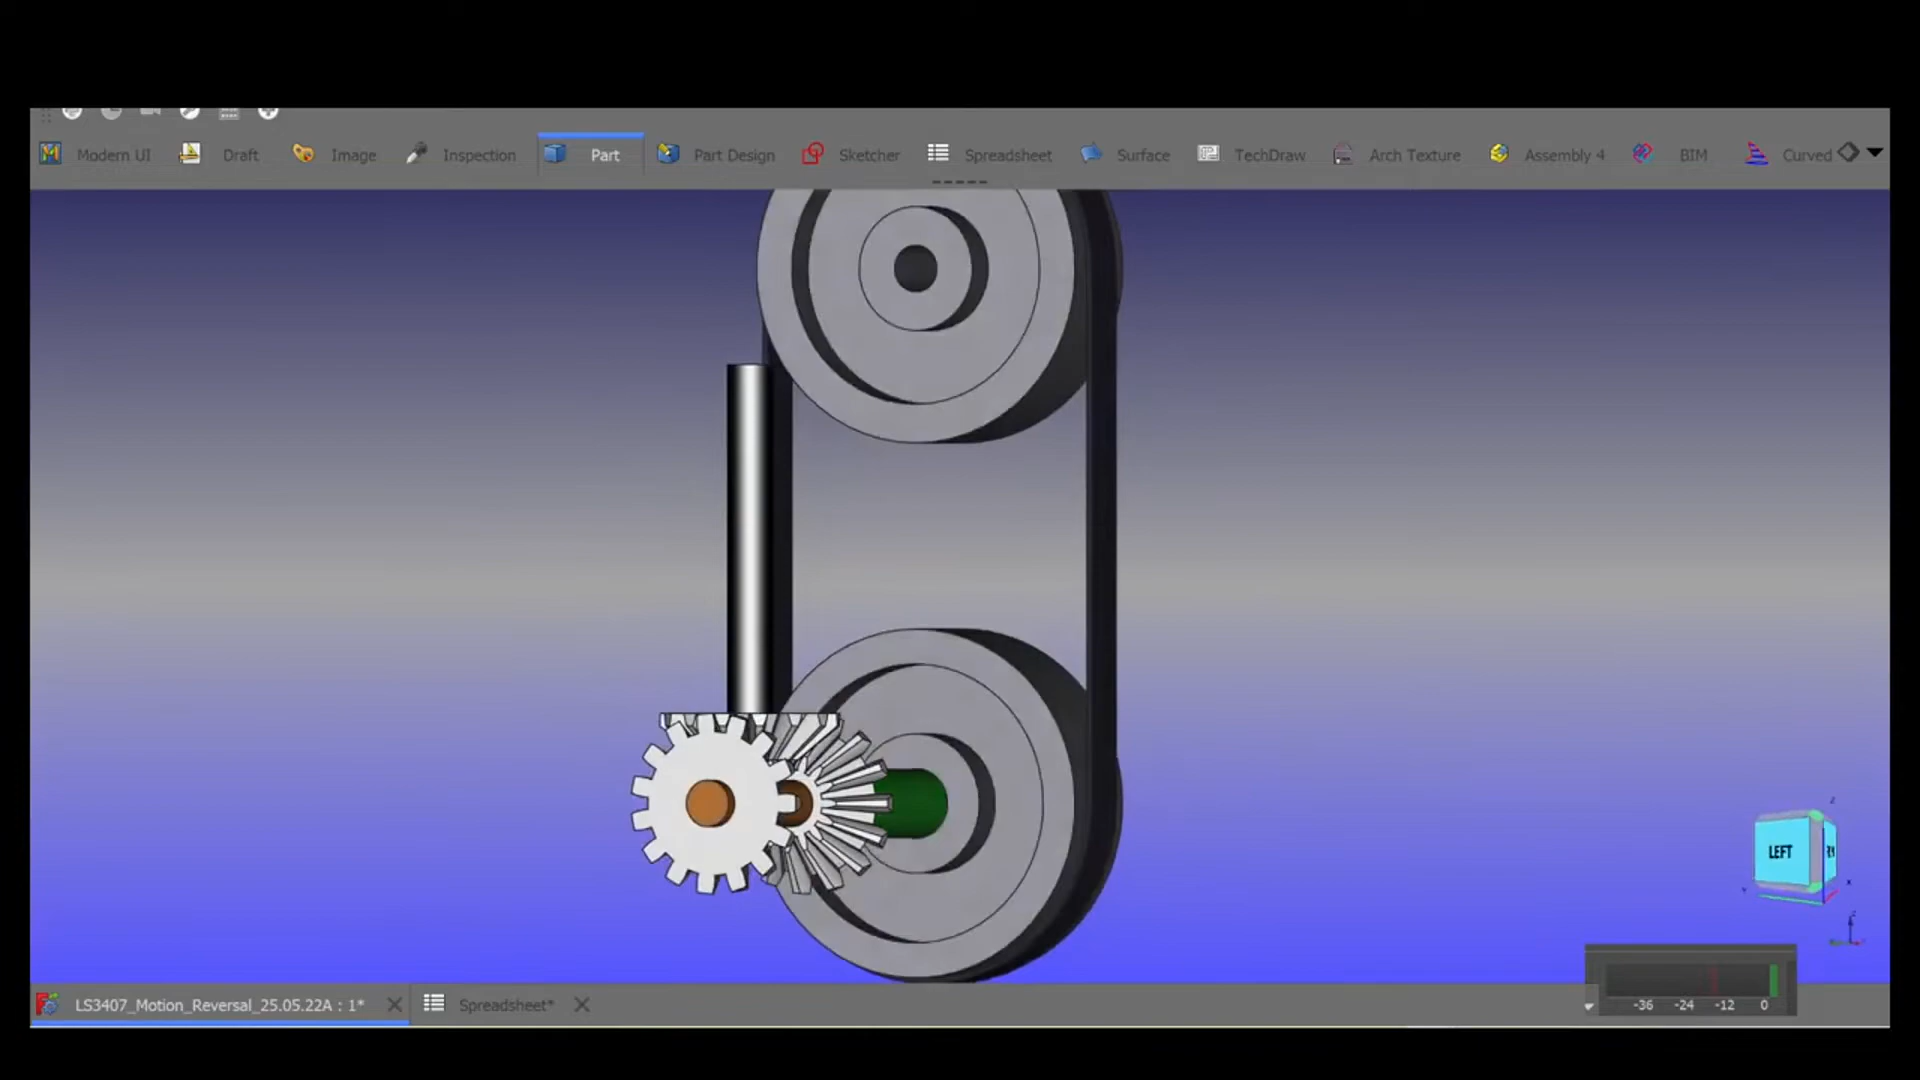 Modern UI Draft Image Inspection Part Part Design Sketcher Spreadsheet Surface TechDraw Arch Texture Assembly 4 BIM Curved
LEFT
LS3407_Motion_Reversal_25.05.22A : 1* Spreadsheet*
-36 -24 -12 0